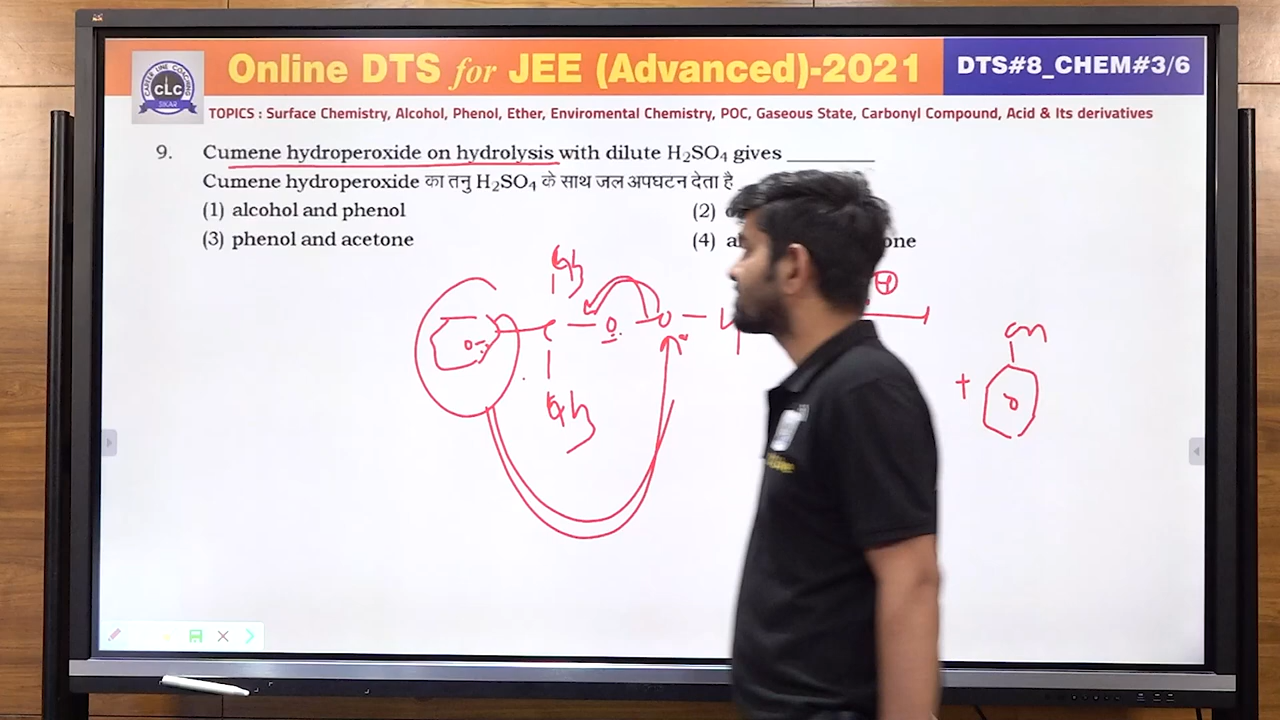 Online DTS for JEE (Advanced)-2021
DTS#8_CHEM#3/6
CAREER LINE COACHING
CLC
SIKAR
TOPICS : Surface Chemistry, Alcohol, Phenol, Ether, Enviromental Chemistry, POC, Gaseous State, Carbonyl Compound, Acid & Its derivatives
9. Cumene hydroperoxide on hydrolysis with dilute H₂SO₄ gives ________
Cumene hydroperoxide का तनु H₂SO₄ के साथ जल अपघटन देता है
(1) alcohol and phenol
(2)
(3) phenol and acetone
(4)
CH3
C – O – O –
CH3
⊕
+
OH